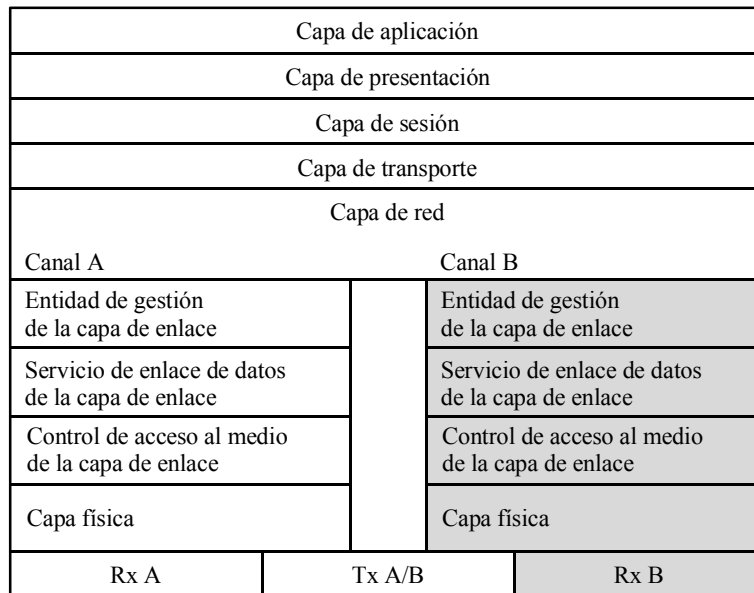 Capa de aplicación
Capa de presentación
Capa de sesión
Capa de transporte
Capa de red
Canal A
Canal B
Entidad de gestión
de la capa de enlace
Entidad de gestión
de la capa de enlace
Servicio de enlace de datos
de la capa de enlace
Servicio de enlace de datos
de la capa de enlace
Control de acceso al medio
de la capa de enlace
Control de acceso al medio
de la capa de enlace
Capa física
Capa física
Rx A
Tx A/B
Rx B